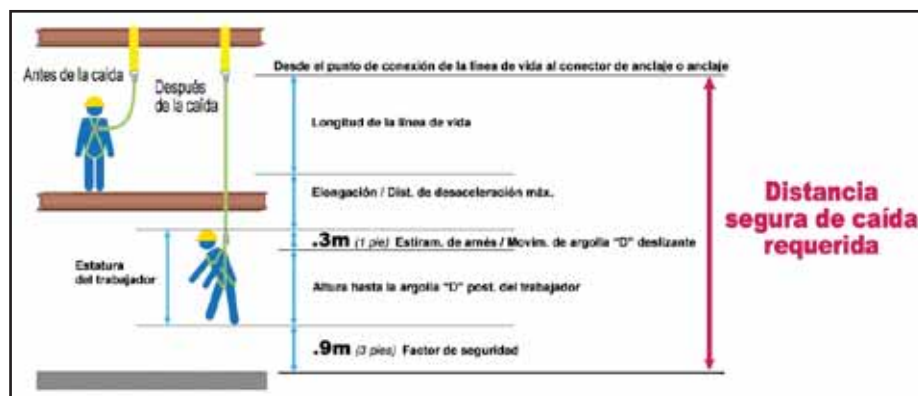 Antes de la caída
Después
de la caída
Desde el punto de conexión de la línea de vida al conector de anclaje o anclaje
Longitud de la línea de vida
Elongación / Dist. de desaceleración máx.
.3m (1 pie) Estiram. de arnés / Movim. de argolla "D" deslizante
Estatura
del trabajador
Altura hasta la argolla "D" post. del trabajador
.9m (3 pies) Factor de seguridad
Distancia
segura de caída
requerida